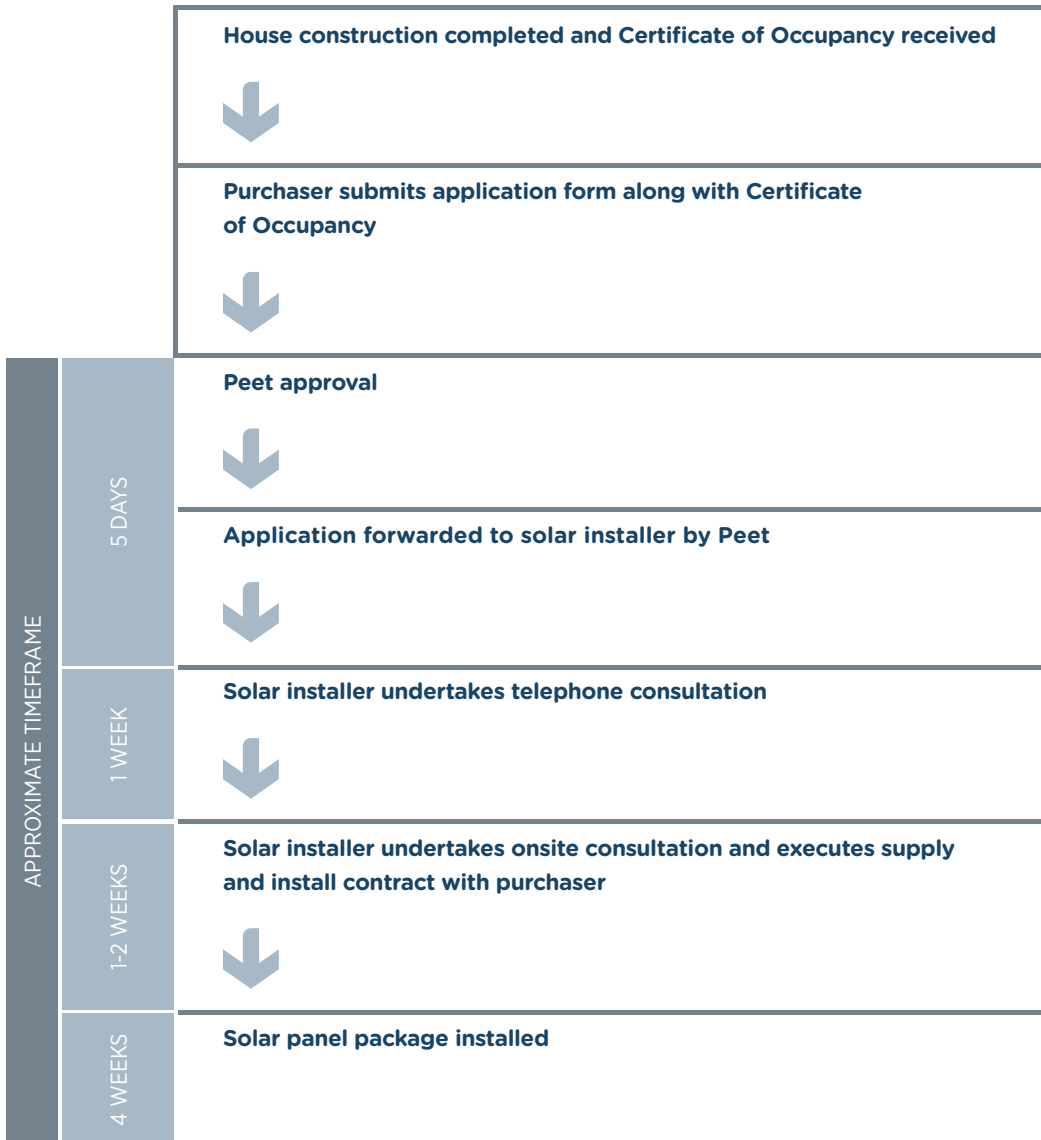 House construction completed and Certificate of Occupancy received
Purchaser submits application form along with Certificate
of Occupancy
APPROXIMATE TIMEFRAME
5 DAYS
Peet approval
Application forwarded to solar installer by Peet
1 WEEK
Solar installer undertakes telephone consultation
1-2 WEEKS
Solar installer undertakes onsite consultation and executes supply
and install contract with purchaser
4 WEEKS
Solar panel package installed